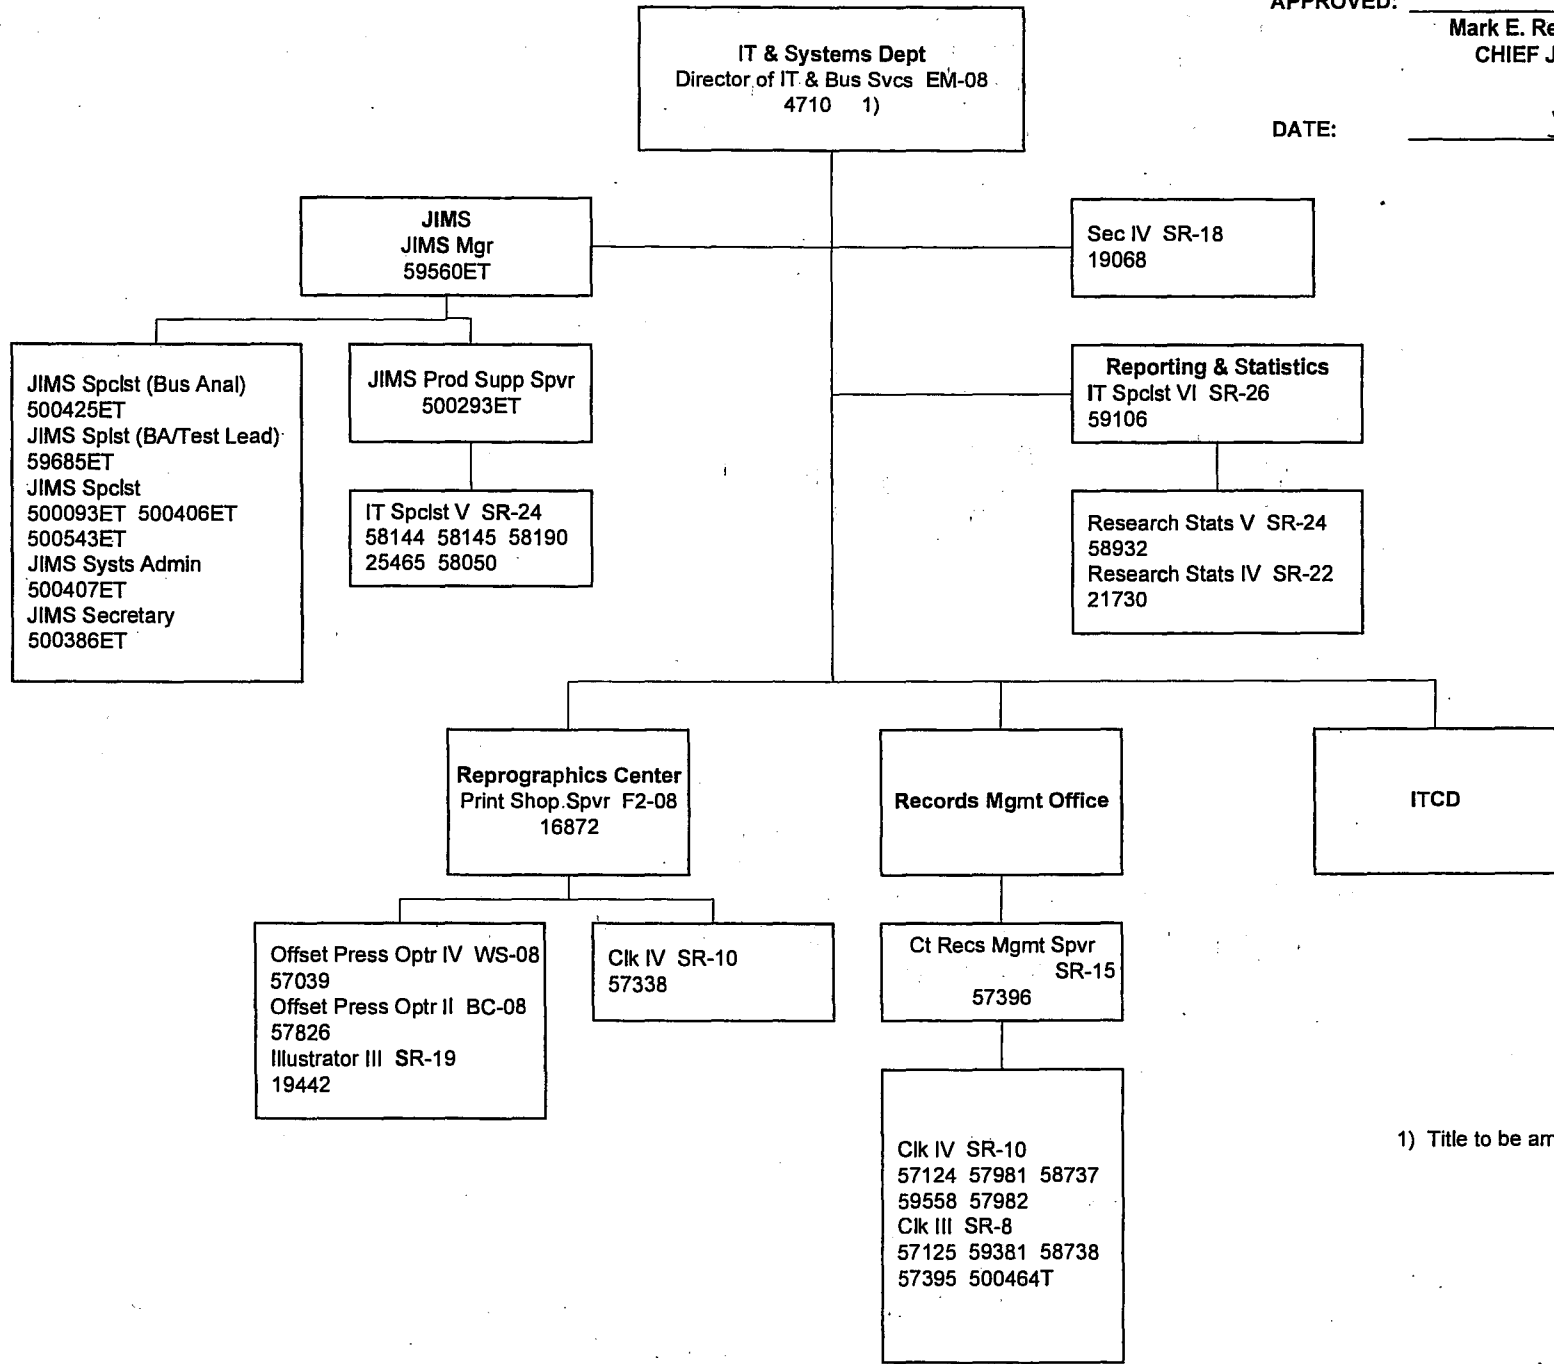 APPROVED:
Mark E. Re
CHIEF J
DATE:
IT & Systems Dept
Director of IT & Bus Svcs EM-08
4710 1)
JIMS
JIMS Mgr
59560ET
Sec IV SR-18
19068
JIMS Spclst (Bus Anal)
500425ET
JIMS Splst (BA/Test Lead)
59685ET
JIMS Spclst
500093ET 500406ET
500543ET
JIMS Systs Admin
500407ET
JIMS Secretary
500386ET
JIMS Prod Supp Spvr
500293ET
IT Spclst V SR-24
58144 58145 58190
25465 58050
Reporting & Statistics
IT Spclst VI SR-26
59106
Research Stats V SR-24
58932
Research Stats IV SR-22
21730
Reprographics Center
Print Shop Spvr F2-08
16872
Records Mgmt Office
ITCD
Offset Press Optr IV WS-08
57039
Offset Press Optr II BC-08
57826
Illustrator III SR-19
19442
Clk IV SR-10
57338
Ct Recs Mgmt Spvr
SR-15
57396
Clk IV SR-10
57124 57981 58737
59558 57982
Clk III SR-8
57125 59381 58738
57395 500464T
1) Title to be am